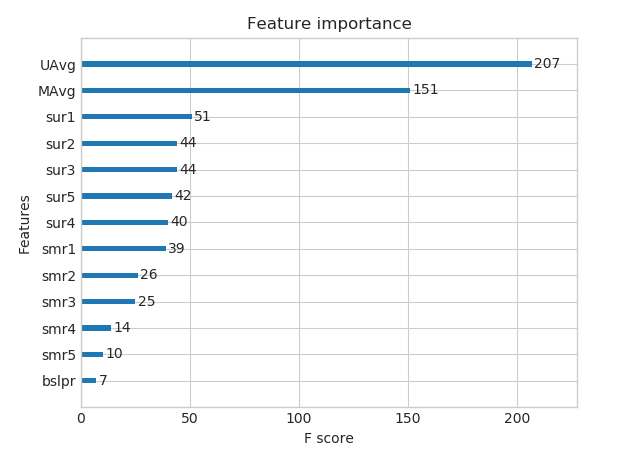 Feature importance
Features
UAvg 207
MAvg 151
sur1 51
sur2 44
sur3 44
sur5 42
sur4 40
smr1 39
smr2 26
smr3 25
smr4 14
smr5 10
bslpr 7
0 50 100 150 200
F score